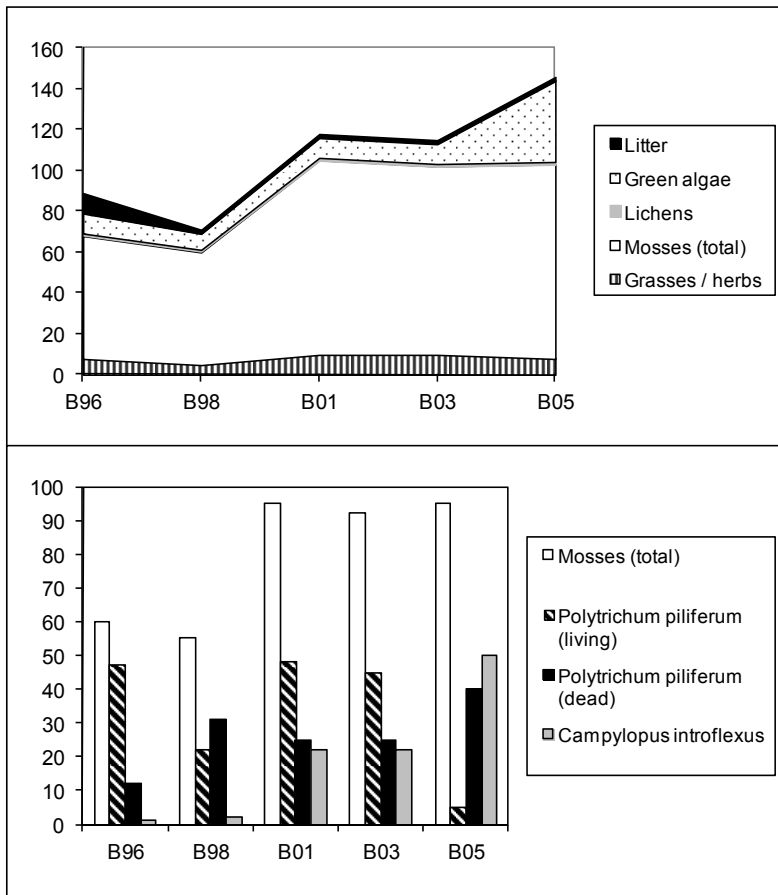 160
140
120
100
80
60
40
20
0
B96 B98 B01 B03 B05
Litter
Green algae
Lichens
Mosses (total)
Grasses / herbs
100
90
80
70
60
50
40
30
20
10
0
B96 B98 B01 B03 B05
Mosses (total)
Polytrichum piliferum
(living)
Polytrichum piliferum
(dead)
Campylopus introflexus